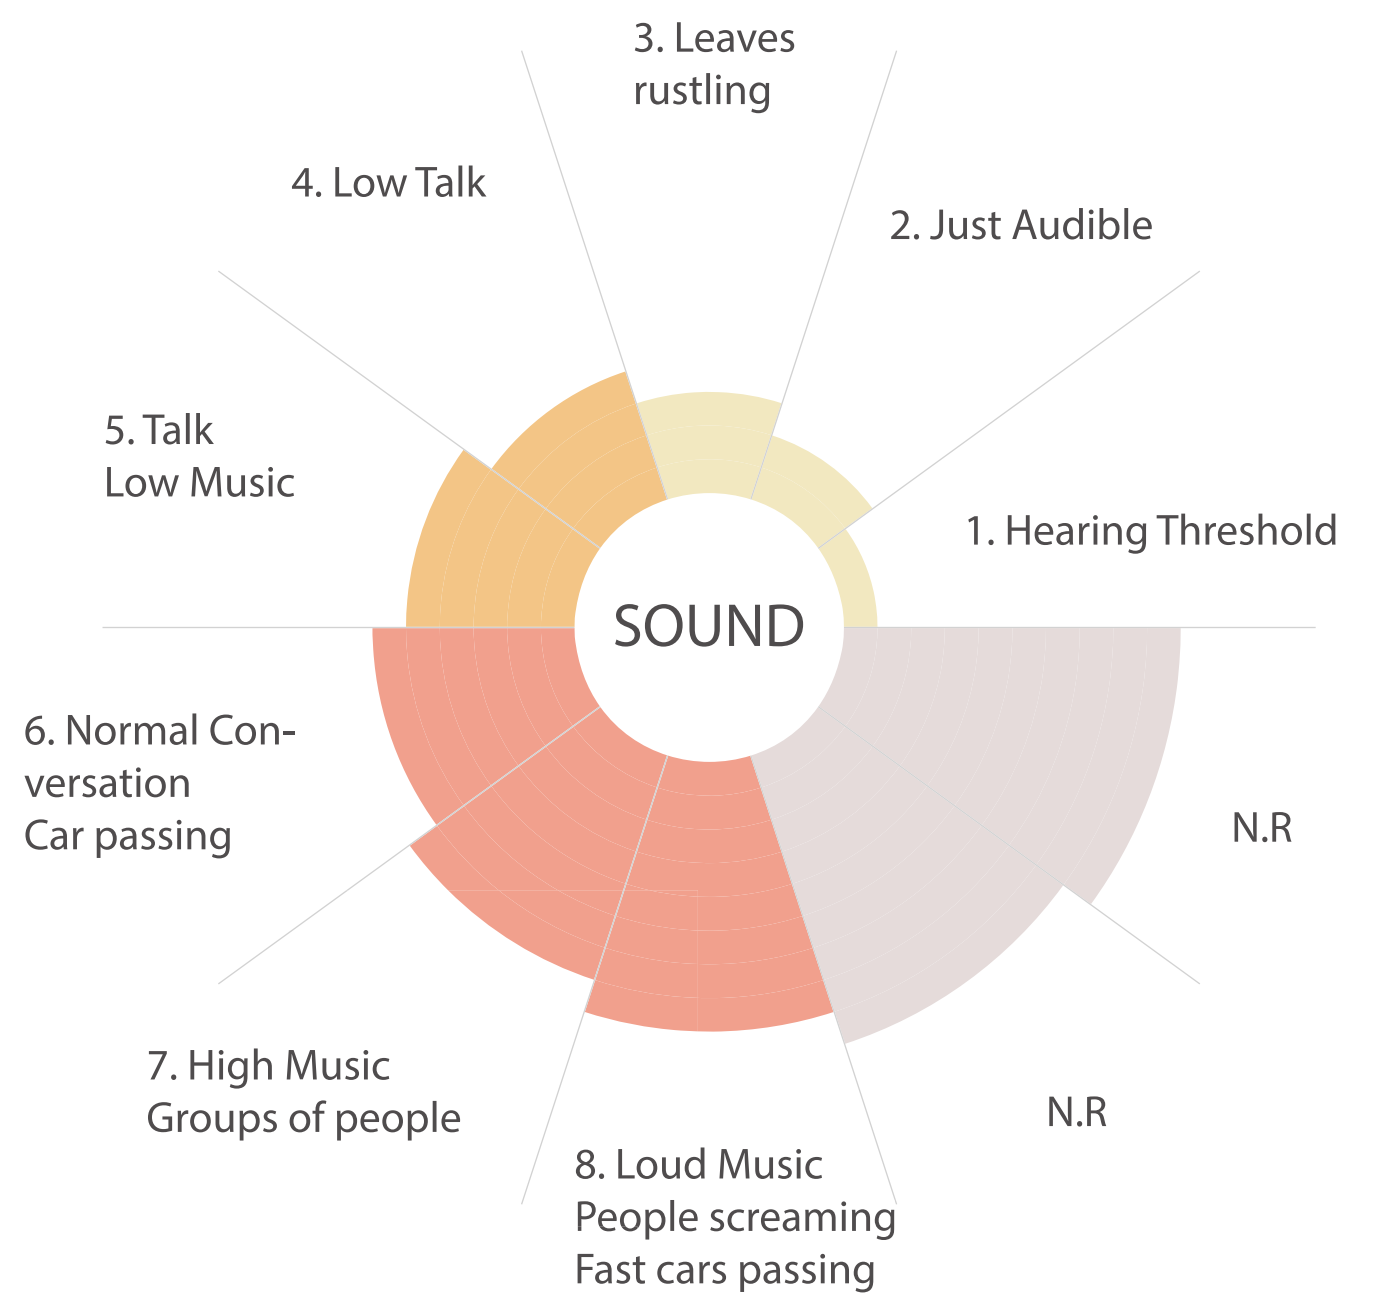 3. Leaves
rustling
4. Low Talk
2. Just Audible
5. Talk
Low Music
1. Hearing Threshold
SOUND
6. Normal Con-
versation
Car passing
N.R
7. High Music
Groups of people
N.R
8. Loud Music
People screaming
Fast cars passing